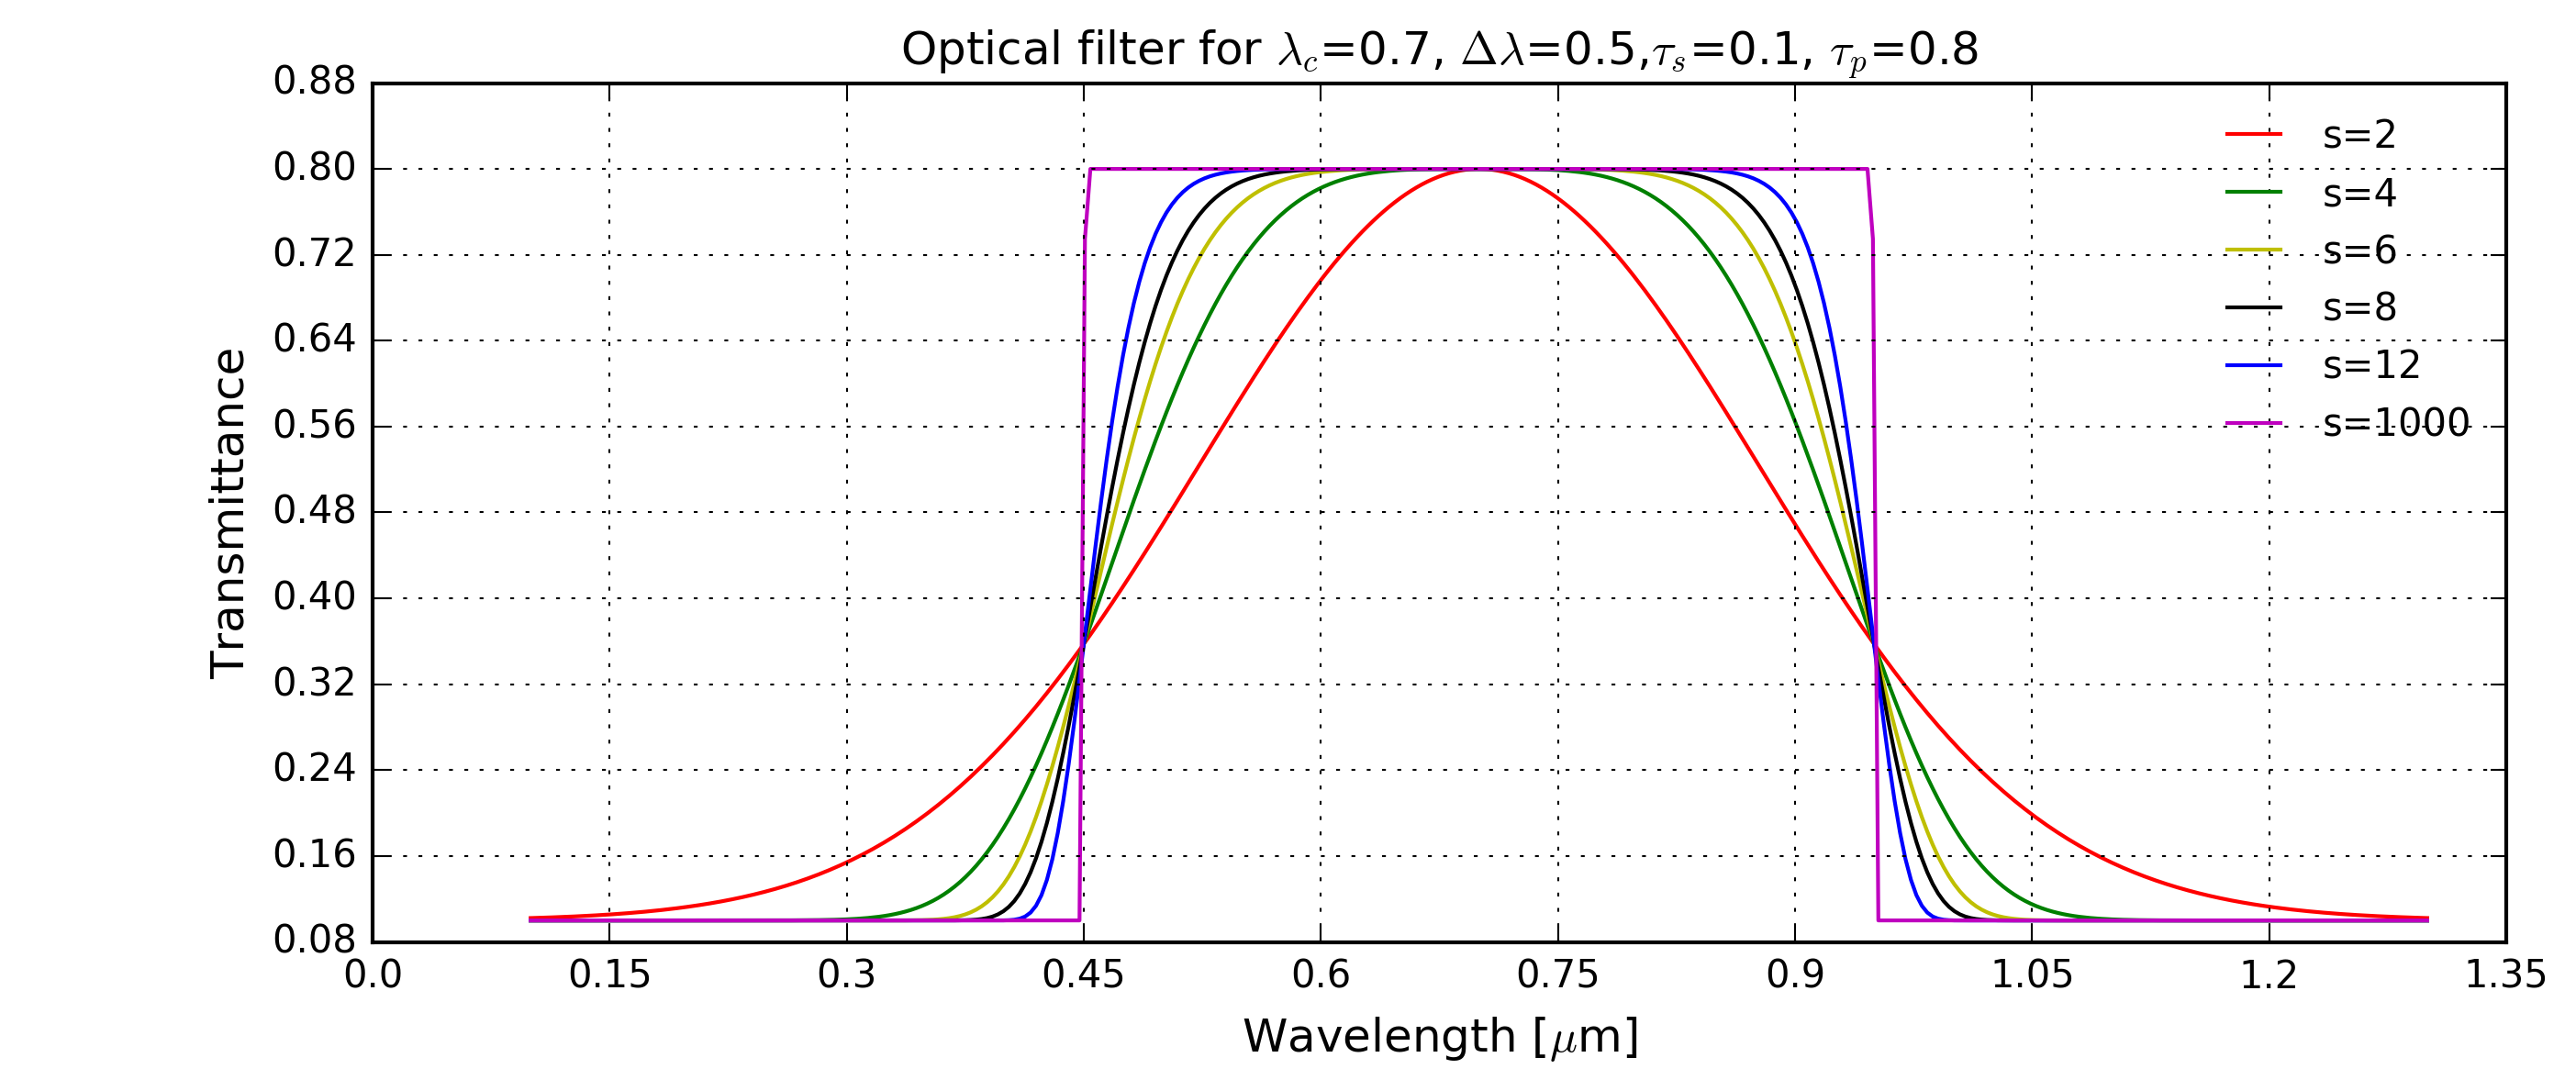 Optical filter for λc=0.7, Δλ=0.5,τs=0.1, τp=0.8
0.88
0.80
0.72
0.64
0.56
0.48
0.40
0.32
0.24
0.16
0.08
Transmittance
s=2
s=4
s=6
s=8
s=12
s=1000
0.0 0.15 0.3 0.45 0.6 0.75 0.9 1.05 1.2 1.35
Wavelength [μm]